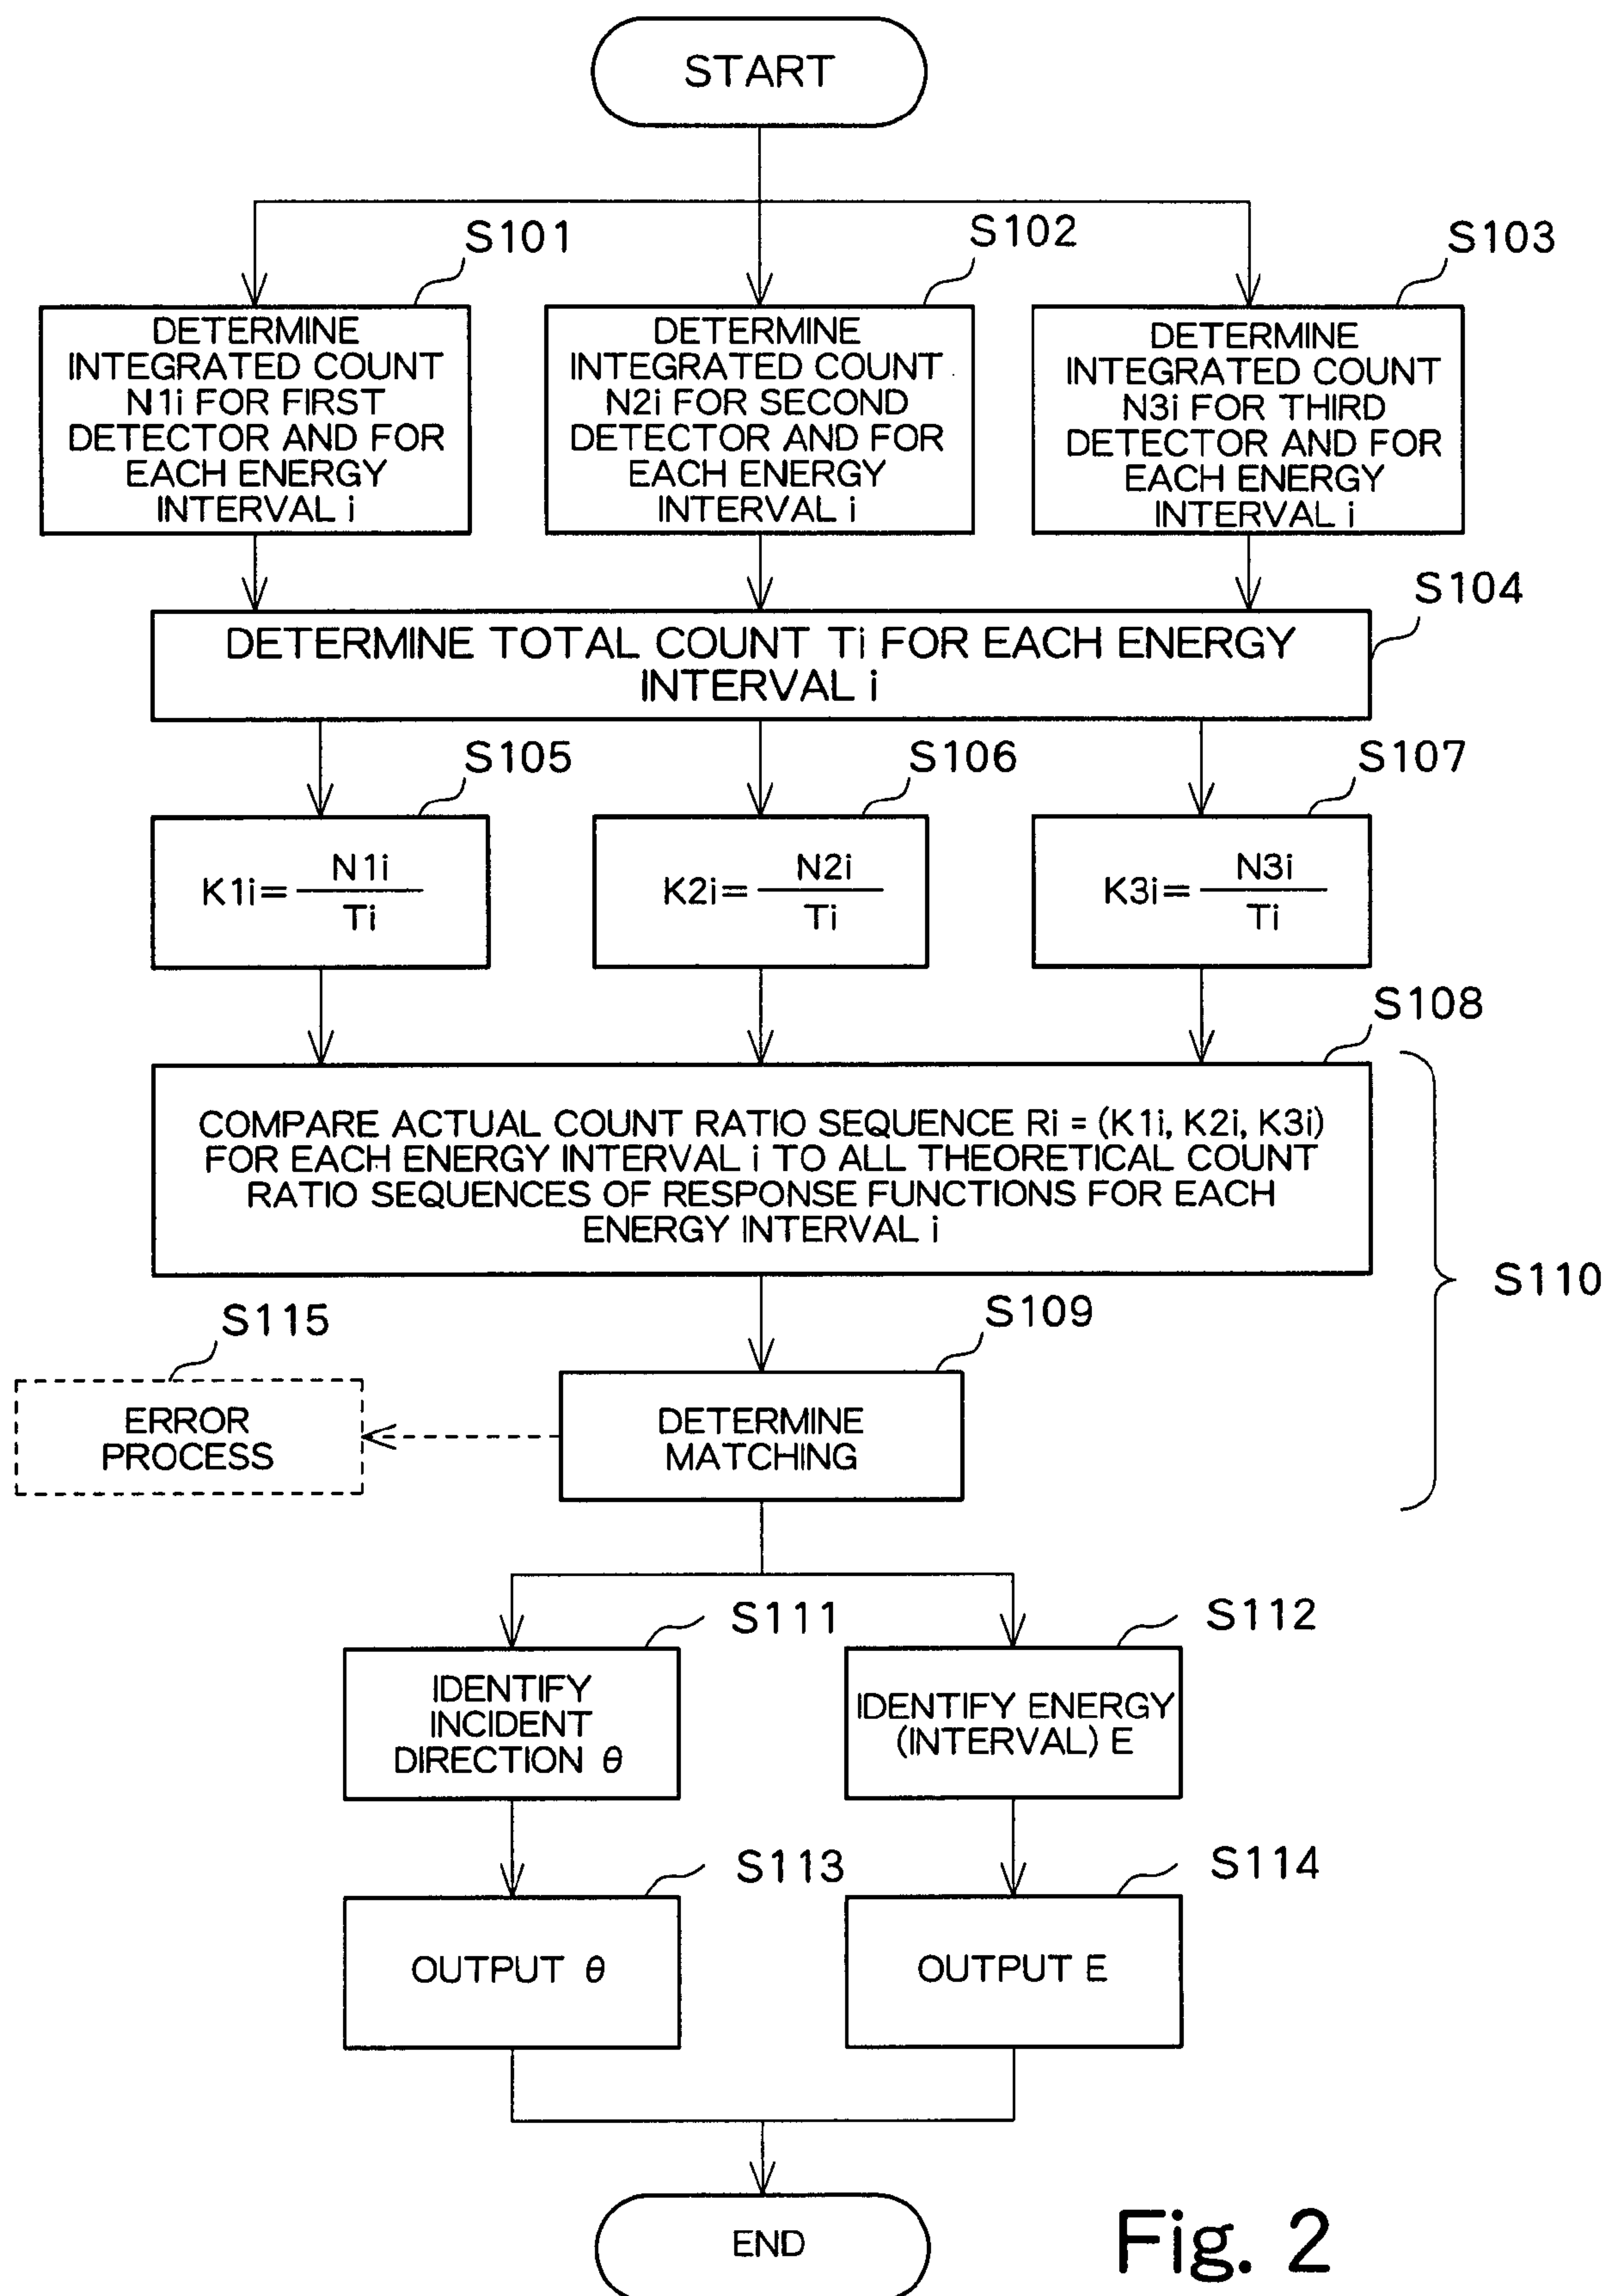 START
S101
S102
S103
DETERMINE
INTEGRATED COUNT
N1i FOR FIRST
DETECTOR AND FOR
EACH ENERGY
INTERVAL i
DETERMINE
INTEGRATED COUNT
N2i FOR SECOND
DETECTOR AND FOR
EACH ENERGY
INTERVAL i
DETERMINE
INTEGRATED COUNT
N3i FOR THIRD
DETECTOR AND FOR
EACH ENERGY
INTERVAL i
S104
DETERMINE TOTAL COUNT Ti FOR EACH ENERGY
INTERVAL i
S105
S106
S107
K1i= N1i
Ti
K2i= N2i
Ti
K3i= N3i
Ti
S108
COMPARE ACTUAL COUNT RATIO SEQUENCE Ri = (K1i, K2i, K3i)
FOR EACH ENERGY INTERVAL i TO ALL THEORETICAL COUNT
RATIO SEQUENCES OF RESPONSE FUNCTIONS FOR EACH
ENERGY INTERVAL i
S110
S115
S109
ERROR
PROCESS
DETERMINE
MATCHING
S111
S112
IDENTIFY
INCIDENT
DIRECTION θ
IDENTIFY ENERGY
(INTERVAL) E
S113
S114
OUTPUT θ
OUTPUT E
END
Fig. 2